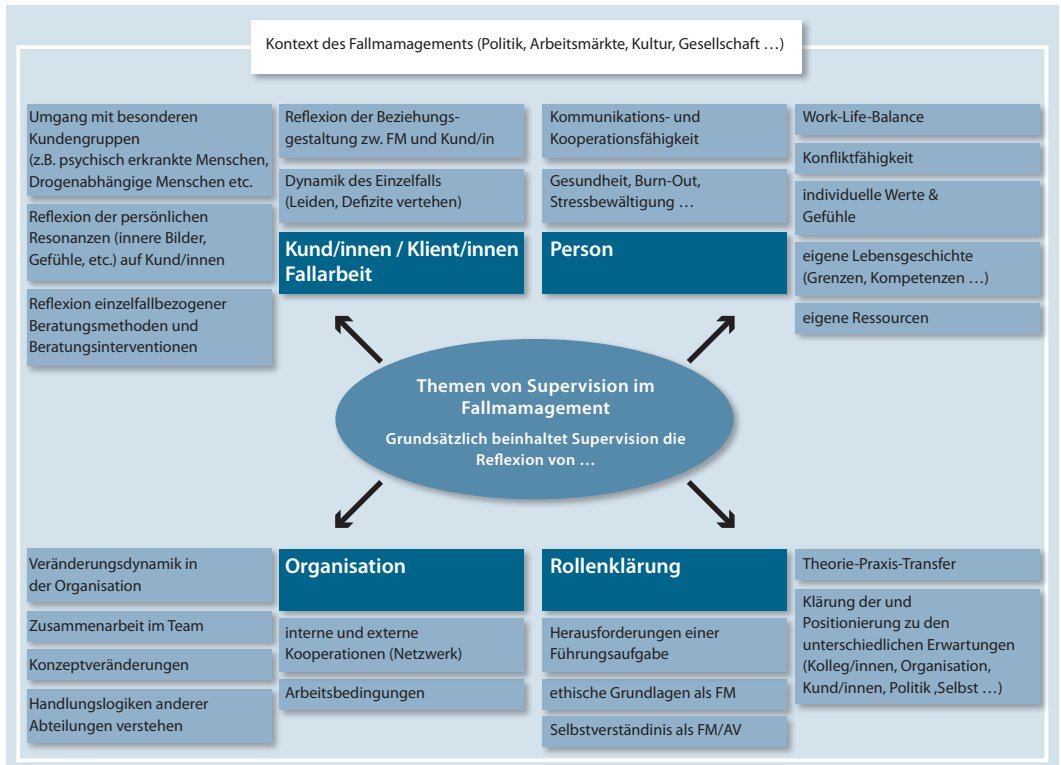 Kontext des Fallmamagements (Politik, Arbeitsmärkte, Kultur, Gesellschaft …)
Umgang mit besonderen
Kundengruppen
(z.B. psychisch erkrankte Menschen,
Drogenabhängige Menschen etc.
Reflexion der persönlichen
Resonanzen (innere Bilder,
Gefühle, etc.) auf Kund/innen
Reflexion einzelfallbezogener
Beratungsmethoden und
Beratungsinterventionen
Reflexion der Beziehungs-
gestaltung zw. FM und Kund/in
Dynamik des Einzelfalls
(Leiden, Defizite vertehen)
Kund/innen / Klient/innen
Fallarbeit
Kommunikations- und
Kooperationsfähigkeit
Gesundheit, Burn-Out,
Stressbewältigung …
Person
Work-Life-Balance
Konfliktfähigkeit
individuelle Werte &
Gefühle
eigene Lebensgeschichte
(Grenzen, Kompetenzen …)
eigene Ressourcen
Themen von Supervision im
Fallmamagement
Grundsätzlich beinhaltet Supervision die
Reflexion von …
Veränderungsdynamik in
der Organisation
Zusammenarbeit im Team
Konzeptveränderungen
Handlungslogiken anderer
Abteilungen verstehen
Organisation
interne und externe
Kooperationen (Netzwerk)
Arbeitsbedingungen
Rollenklärung
Herausforderungen einer
Führungsaufgabe
ethische Grundlagen als FM
Selbstverständinis als FM/AV
Theorie-Praxis-Transfer
Klärung der und
Positionierung zu den
unterschiedlichen Erwartungen
(Kolleg/innen, Organisation,
Kund/innen, Politik ,Selbst …)